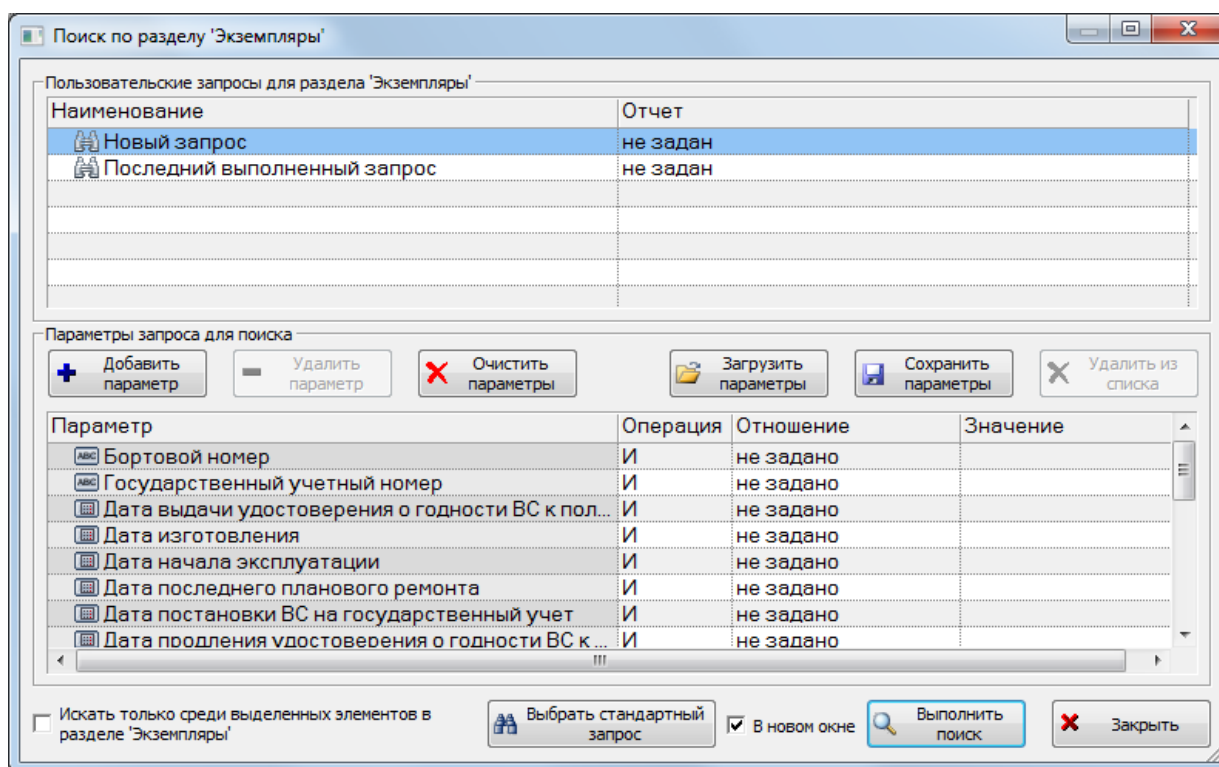 Поиск по разделу 'Экземпляры'
Пользовательские запросы для раздела 'Экземпляры'
Наименование Отчет
Новый запрос не задан
Последний выполненный запрос не задан
Параметры запроса для поиска
Добавить параметр
Удалить параметр
Очистить параметры
Загрузить параметры
Сохранить параметры
Удалить из списка
Параметр Операция Отношение Значение
ABC Бортовой номер И не задано
ABC Государственный учетный номер И не задано
Дата выдачи удостоверения о годности ВС к пол... И не задано
Дата изготовления И не задано
Дата начала эксплуатации И не задано
Дата последнего планового ремонта И не задано
Дата постановки ВС на государственный учет И не задано
Дата продления удостоверения о годности ВС к ... И не задано
Искать только среди выделенных элементов в
разделе 'Экземпляры'
Выбрать стандартный
запрос
В новом окне
Выполнить
поиск
Закрыть